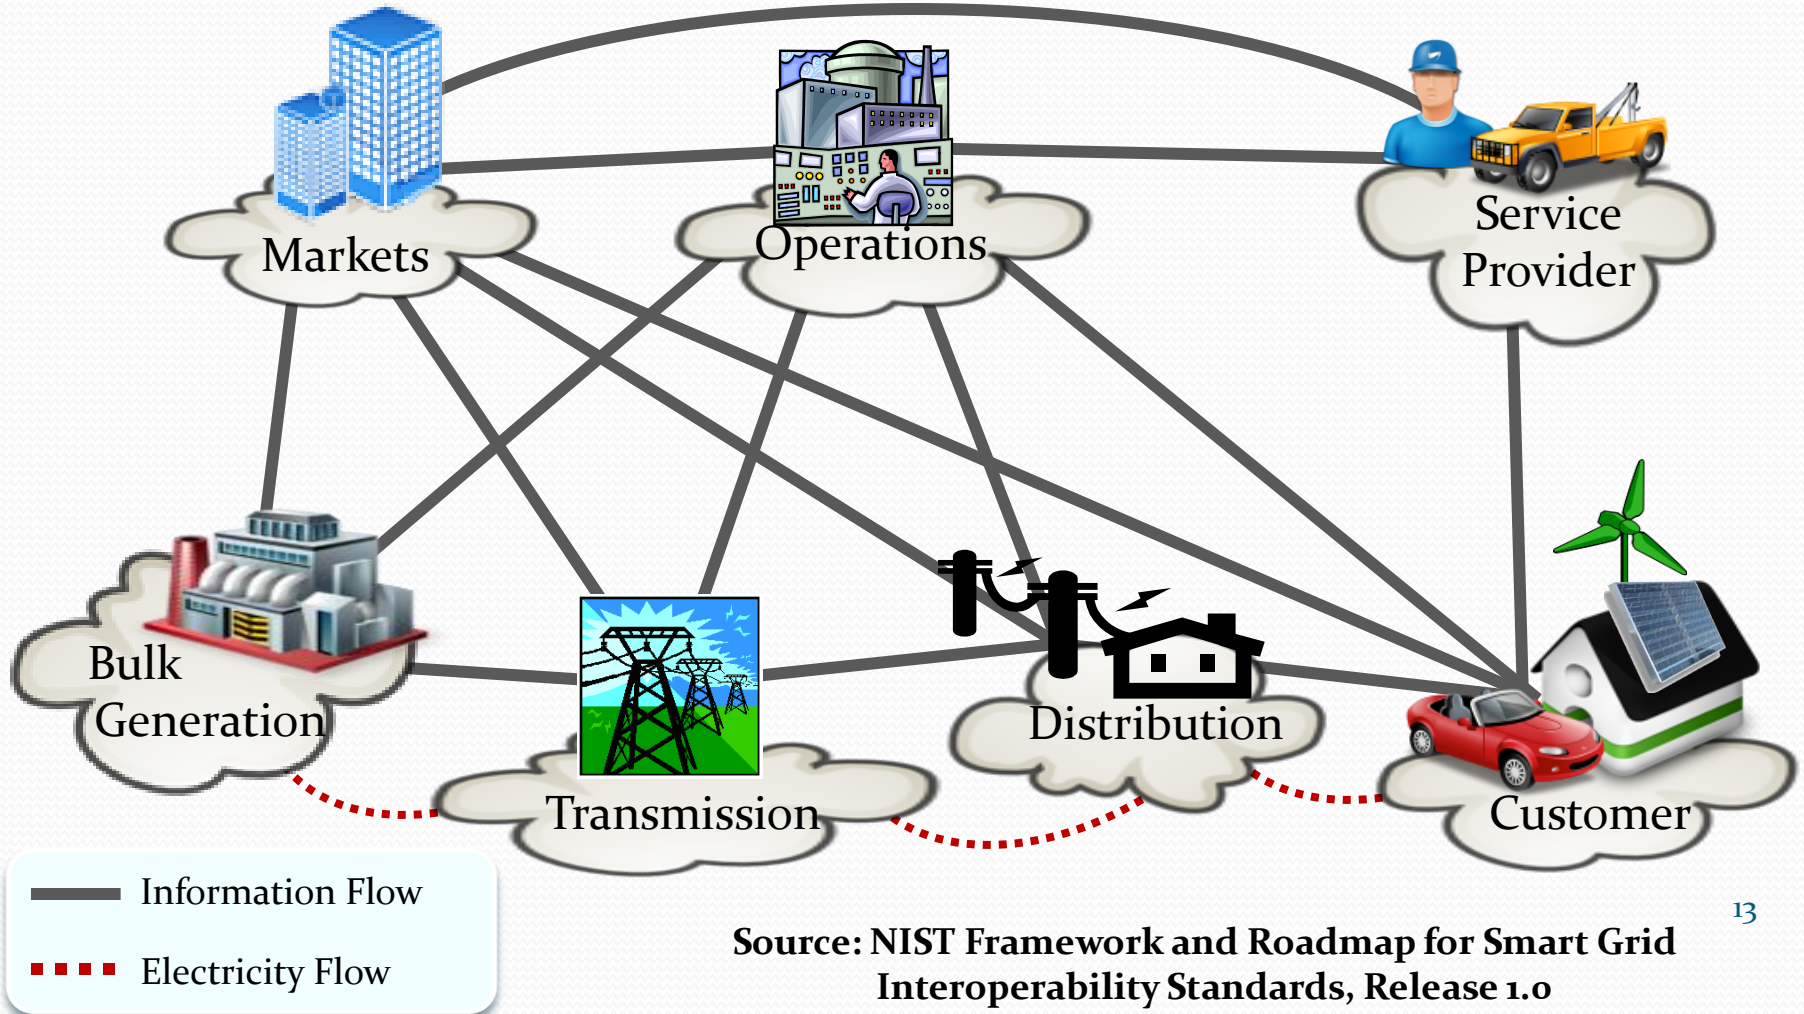 Markets
Operations
Service
Provider
Bulk
Generation
Transmission
Distribution
Customer
Information Flow
Electricity Flow
13
Source: NIST Framework and Roadmap for Smart Grid
Interoperability Standards, Release 1.0